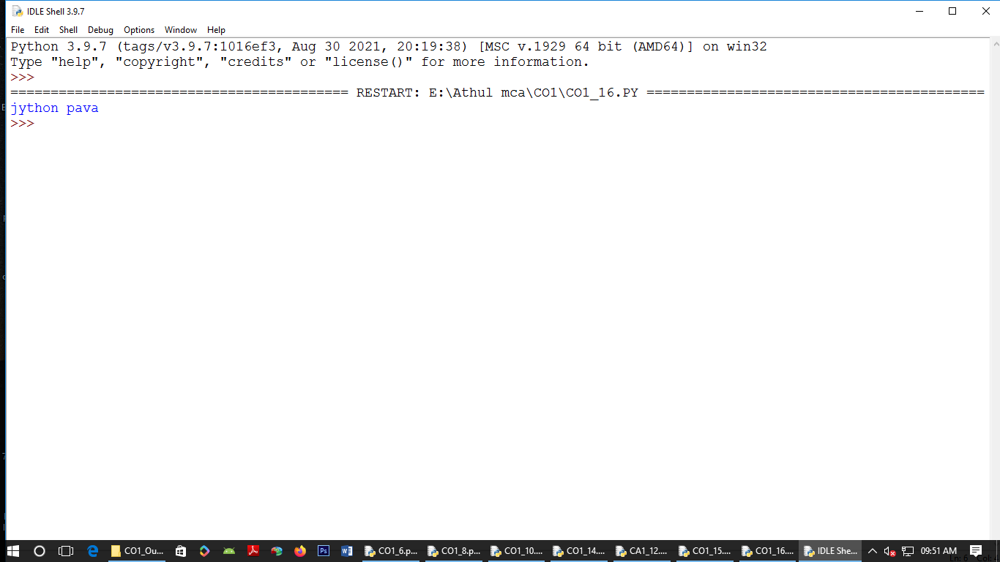 IDLE Shell 3.9.7
File Edit Shell Debug Options Window Help
Python 3.9.7 (tags/v3.9.7:1016ef3, Aug 30 2021, 20:19:38) [MSC v.1929 64 bit (AMD64)] on win32
Type "help", "copyright", "credits" or "license()" for more information.
>>>
========================================== RESTART: E:\Athul mca\CO1\CO1_16.PY ==========================================
jython pava
>>>
CO1_Ou... Ps CO1_6.p... CO1_8.p... CO1_10.... CO1_14.... CA1_12.... CO1_15.... CO1_16.... IDLE She... 09:51 AM